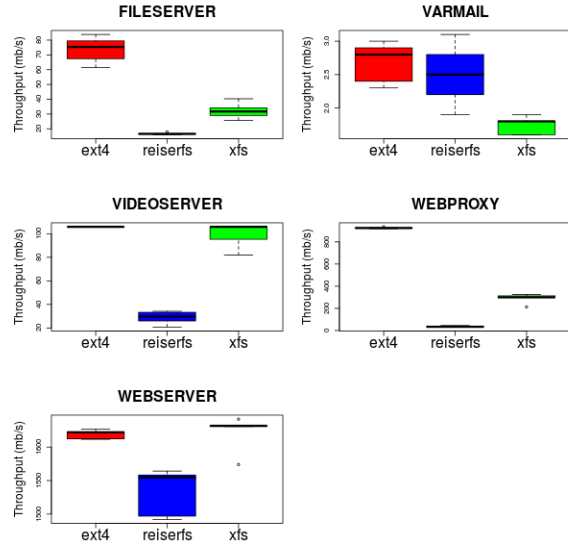 FILESERVER
Throughput (mb/s)
80
70
60
50
40
30
20
ext4 reiserfs xfs
VARMAIL
Throughput (mb/s)
3.0
2.5
2.0
ext4 reiserfs xfs
VIDEOSERVER
Throughput (mb/s)
100
80
60
40
20
ext4 reiserfs xfs
WEBPROXY
Throughput (mb/s)
800
600
400
200
0
ext4 reiserfs xfs
WEBSERVER
Throughput (mb/s)
1600
1550
1500
ext4 reiserfs xfs